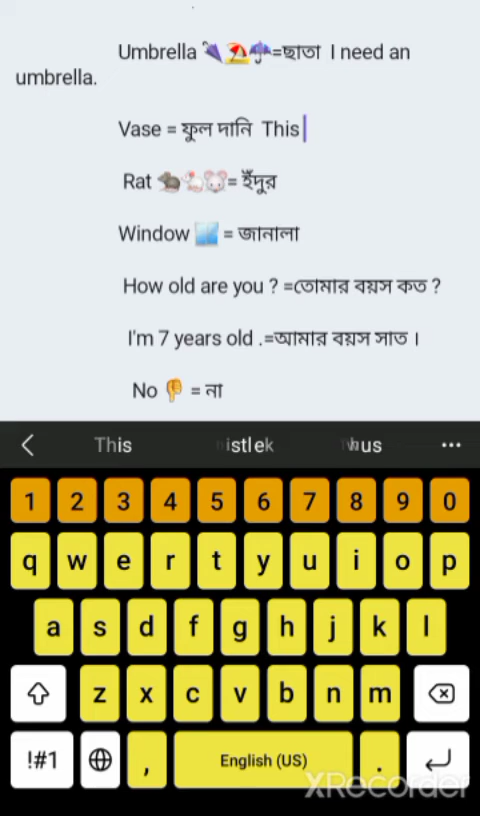 Umbrella 🌂⛱️☂️=ছাতা I need an
umbrella.
Vase = ফুল দানি This
Rat 🐀🐁🐭= ইঁদুর
Window 🪟 = জানালা
How old are you ? =তোমার বয়স কত ?
I'm 7 years old .=আমার বয়স সাত ।
No 👎 = না
This
1 2 3 4 5 6 7 8 9 0
q w e r t y u i o p
a s d f g h j k l
z x c v b n m
!#1 , English (US) .
XRecorder